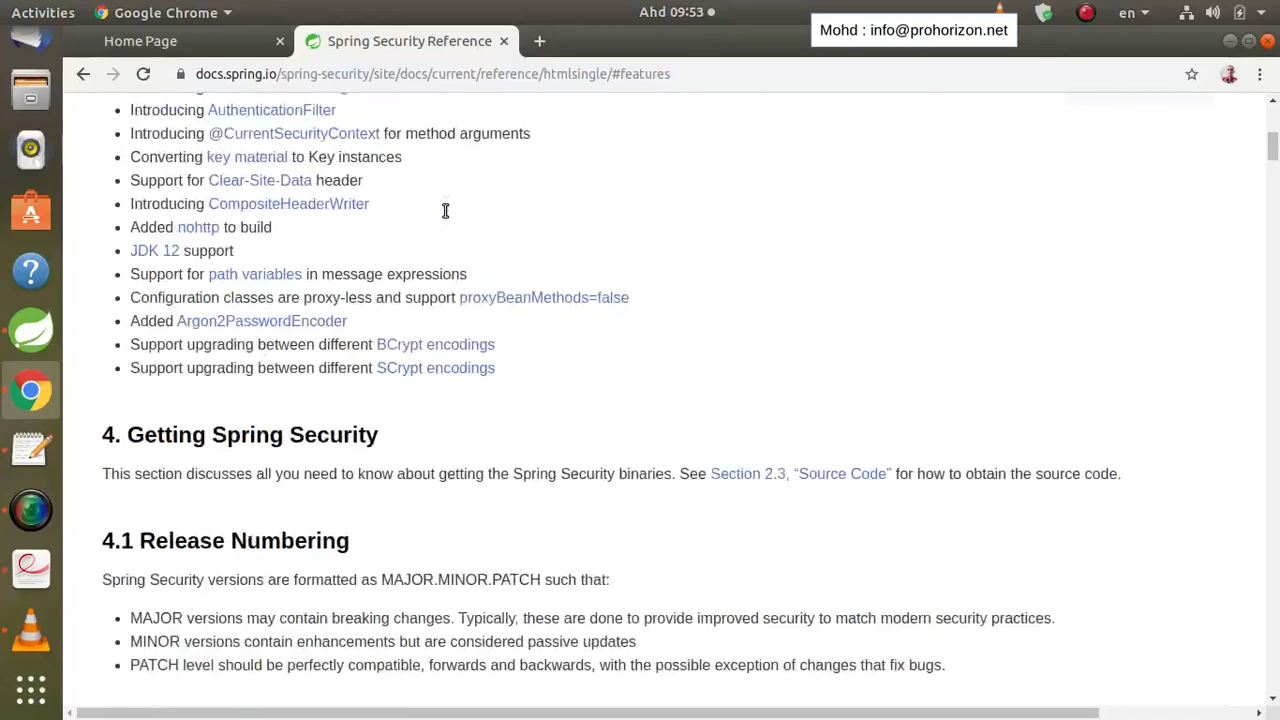 Activities
Google Chrome
Ahd 09:53
en
Home Page
Spring Security Reference
Mohd : info@prohorizon.net
docs.spring.io/spring-security/site/docs/current/reference/htmlsingle/#features
Introducing AuthenticationFilter
Introducing @CurrentSecurityContext for method arguments
Converting key material to Key instances
Support for Clear-Site-Data header
Introducing CompositeHeaderWriter
Added nohttp to build
JDK 12 support
Support for path variables in message expressions
Configuration classes are proxy-less and support proxyBeanMethods=false
Added Argon2PasswordEncoder
Support upgrading between different BCrypt encodings
Support upgrading between different SCrypt encodings
4. Getting Spring Security
This section discusses all you need to know about getting the Spring Security binaries. See Section 2.3, “Source Code” for how to obtain the source code.
4.1 Release Numbering
Spring Security versions are formatted as MAJOR.MINOR.PATCH such that:
MAJOR versions may contain breaking changes. Typically, these are done to provide improved security to match modern security practices.
MINOR versions contain enhancements but are considered passive updates
PATCH level should be perfectly compatible, forwards and backwards, with the possible exception of changes that fix bugs.